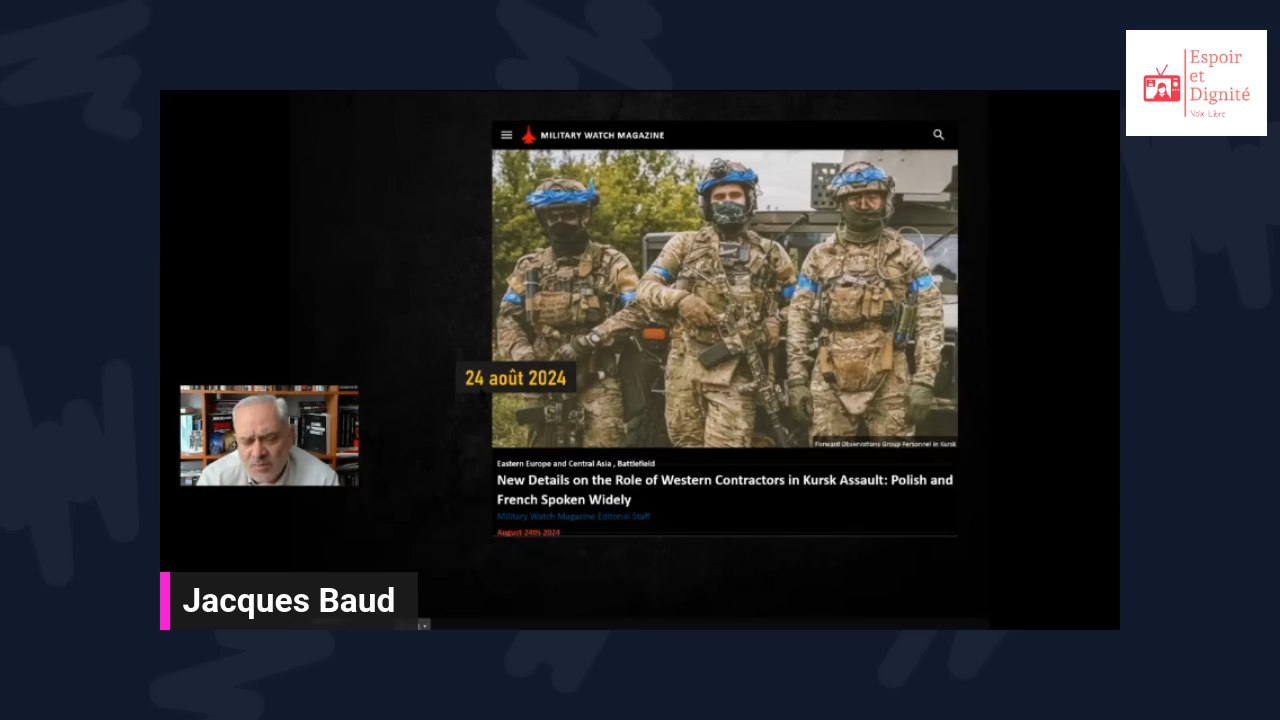 Espoir
et
Dignité
Voix Libre
MILITARY WATCH MAGAZINE
24 août 2024
Forward Observations Group Personnel in Kursk
Eastern Europe and Central Asia , Battlefield
New Details on the Role of Western Contractors in Kursk Assault: Polish and
French Spoken Widely
Military Watch Magazine Editorial Staff
August-24th-2024
Jacques Baud